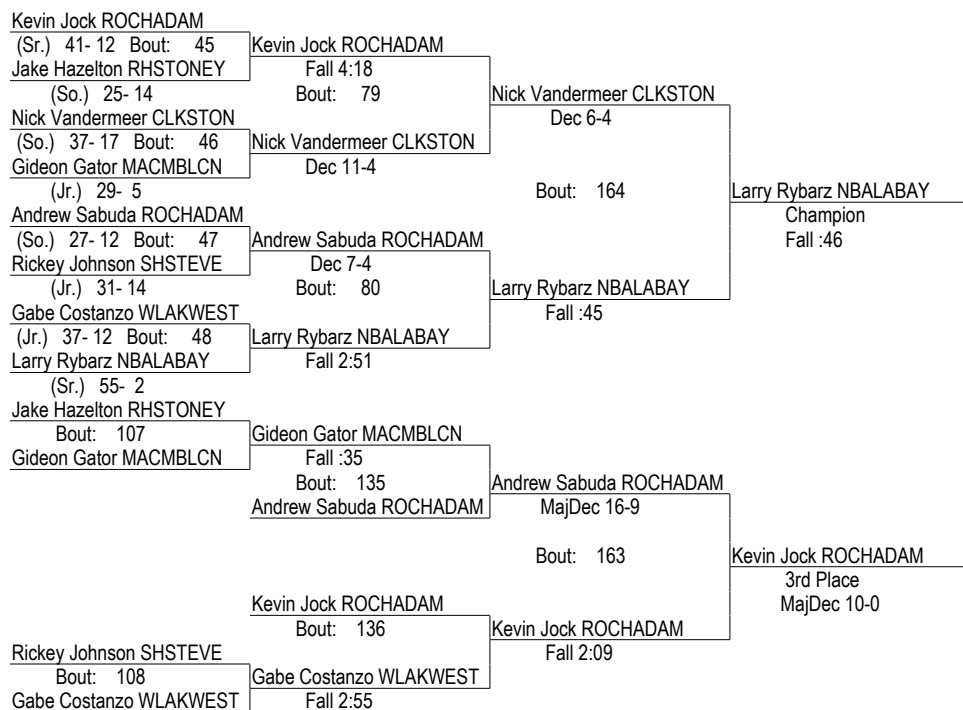 Kevin Jock ROCHADAM
(Sr.) 41- 12 Bout: 45 Kevin Jock ROCHADAM
Jake Hazelton RHSTONEY Fall 4:18
(So.) 25- 14 Bout: 79 Nick Vandermeer CLKSTON
Nick Vandermeer CLKSTON Dec 6-4
(So.) 37- 17 Bout: 46 Nick Vandermeer CLKSTON
Gideon Gator MACMBLCN Dec 11-4
(Jr.) 29- 5 Bout: 164 Larry Rybarz NBALABAY
Andrew Sabuda ROCHADAM Champion
(So.) 27- 12 Bout: 47 Andrew Sabuda ROCHADAM Fall :46
Rickey Johnson SHSTEVE Dec 7-4
(Jr.) 31- 14 Bout: 80 Larry Rybarz NBALABAY
Gabe Costanzo WLAKWEST Fall :45
(Jr.) 37- 12 Bout: 48 Larry Rybarz NBALABAY
Larry Rybarz NBALABAY Fall 2:51
(Sr.) 55- 2
Jake Hazelton RHSTONEY
Bout: 107 Gideon Gator MACMBLCN
Gideon Gator MACMBLCN Fall :35
Bout: 135 Andrew Sabuda ROCHADAM
Andrew Sabuda ROCHADAM MajDec 16-9
Bout: 163 Kevin Jock ROCHADAM
3rd Place
Kevin Jock ROCHADAM MajDec 10-0
Bout: 136 Kevin Jock ROCHADAM
Rickey Johnson SHSTEVE Fall 2:09
Bout: 108 Gabe Costanzo WLAKWEST
Gabe Costanzo WLAKWEST Fall 2:55